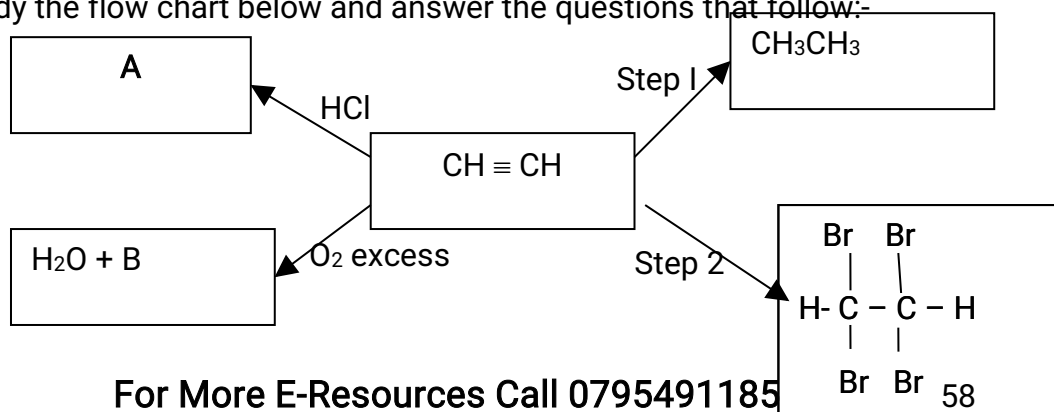 dy the flow chart below and answer the questions that follow:-
CH₃CH₃
A
Step I
HCl
CH ≡ CH
Br Br
H₂O + B
O₂ excess
Step 2
H- C – C – H
Br Br
For More E-Resources Call 0795491185
58